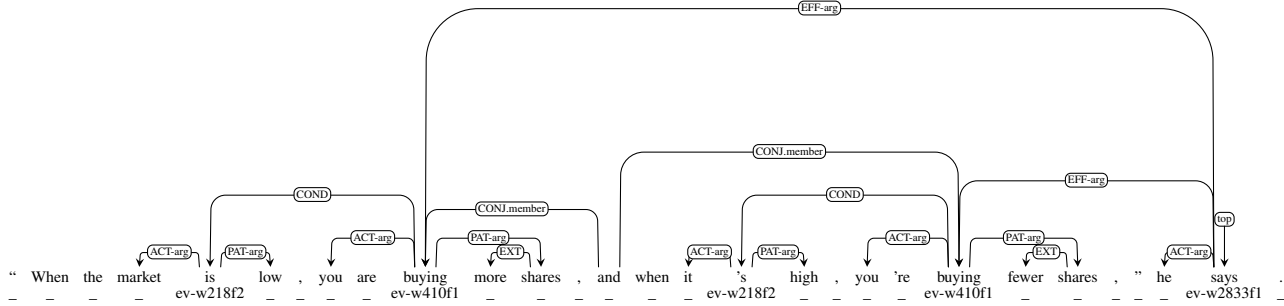 EFF-arg
CONJ.member
EFF-arg
COND COND
CONJ.member
top
ACT-arg PAT-arg ACT-arg PAT-arg EXT ACT-arg PAT-arg ACT-arg PAT-arg EXT ACT-arg
“ When the market is low , you are buying more shares , and when it 's high , you 're buying fewer shares , ” he says
_ _ _ _ ev-w218f2 _ _ _ _ ev-w410f1 _ _ _ _ _ _ ev-w218f2 _ _ _ _ ev-w410f1 _ _ _ _ _ ev-w2833f1 _